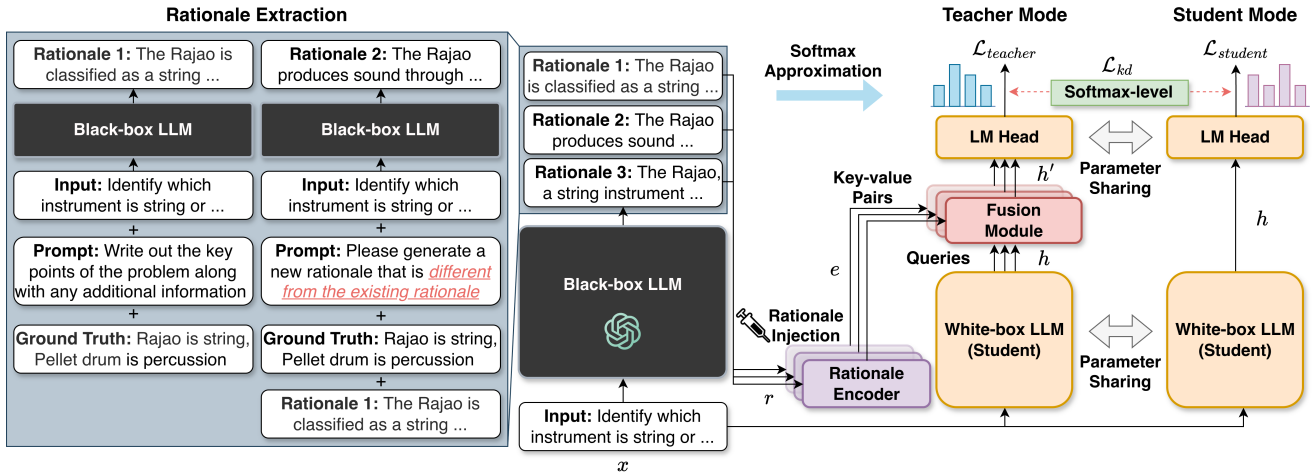 Rationale Extraction
Rationale 1: The Rajao is
classified as a string ...
Black-box LLM
Input: Identify which
instrument is string or ...
+
Prompt: Write out the key
points of the problem along
with any additional information
+
Ground Truth: Rajao is string,
Pellet drum is percussion
Rationale 2: The Rajao
produces sound through ...
Black-box LLM
Input: Identify which
instrument is string or ...
+
Prompt: Please generate a
new rationale that is different
from the existing rationale
+
Ground Truth: Rajao is string,
Pellet drum is percussion
+
Rationale 1: The Rajao is
classified as a string ...
Rationale 1: The Rajao
is classified as a string ...
Rationale 2: The Rajao
produces sound ...
Rationale 3: The Rajao,
a string instrument ...
Black-box LLM
Input: Identify which
instrument is string or ...
x
Softmax
Approximation
Key-value
Pairs
Queries
e
Rationale
Injection
r
Rationale
Encoder
Teacher Mode
ℒ_teacher
LM Head
h′
Fusion
Module
h
White-box LLM
(Student)
ℒ_kd
Softmax-level
Parameter
Sharing
Parameter
Sharing
Student Mode
ℒ_student
LM Head
h
White-box LLM
(Student)